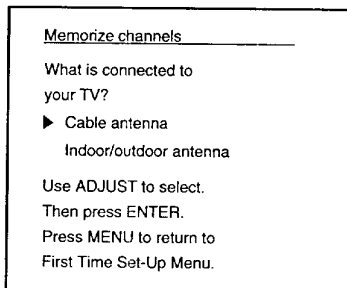 Memorize channels
What is connected to
your TV?
▶ Cable antenna
Indoor/outdoor antenna
Use ADJUST to select.
Then press ENTER.
Press MENU to return to
First Time Set-Up Menu.